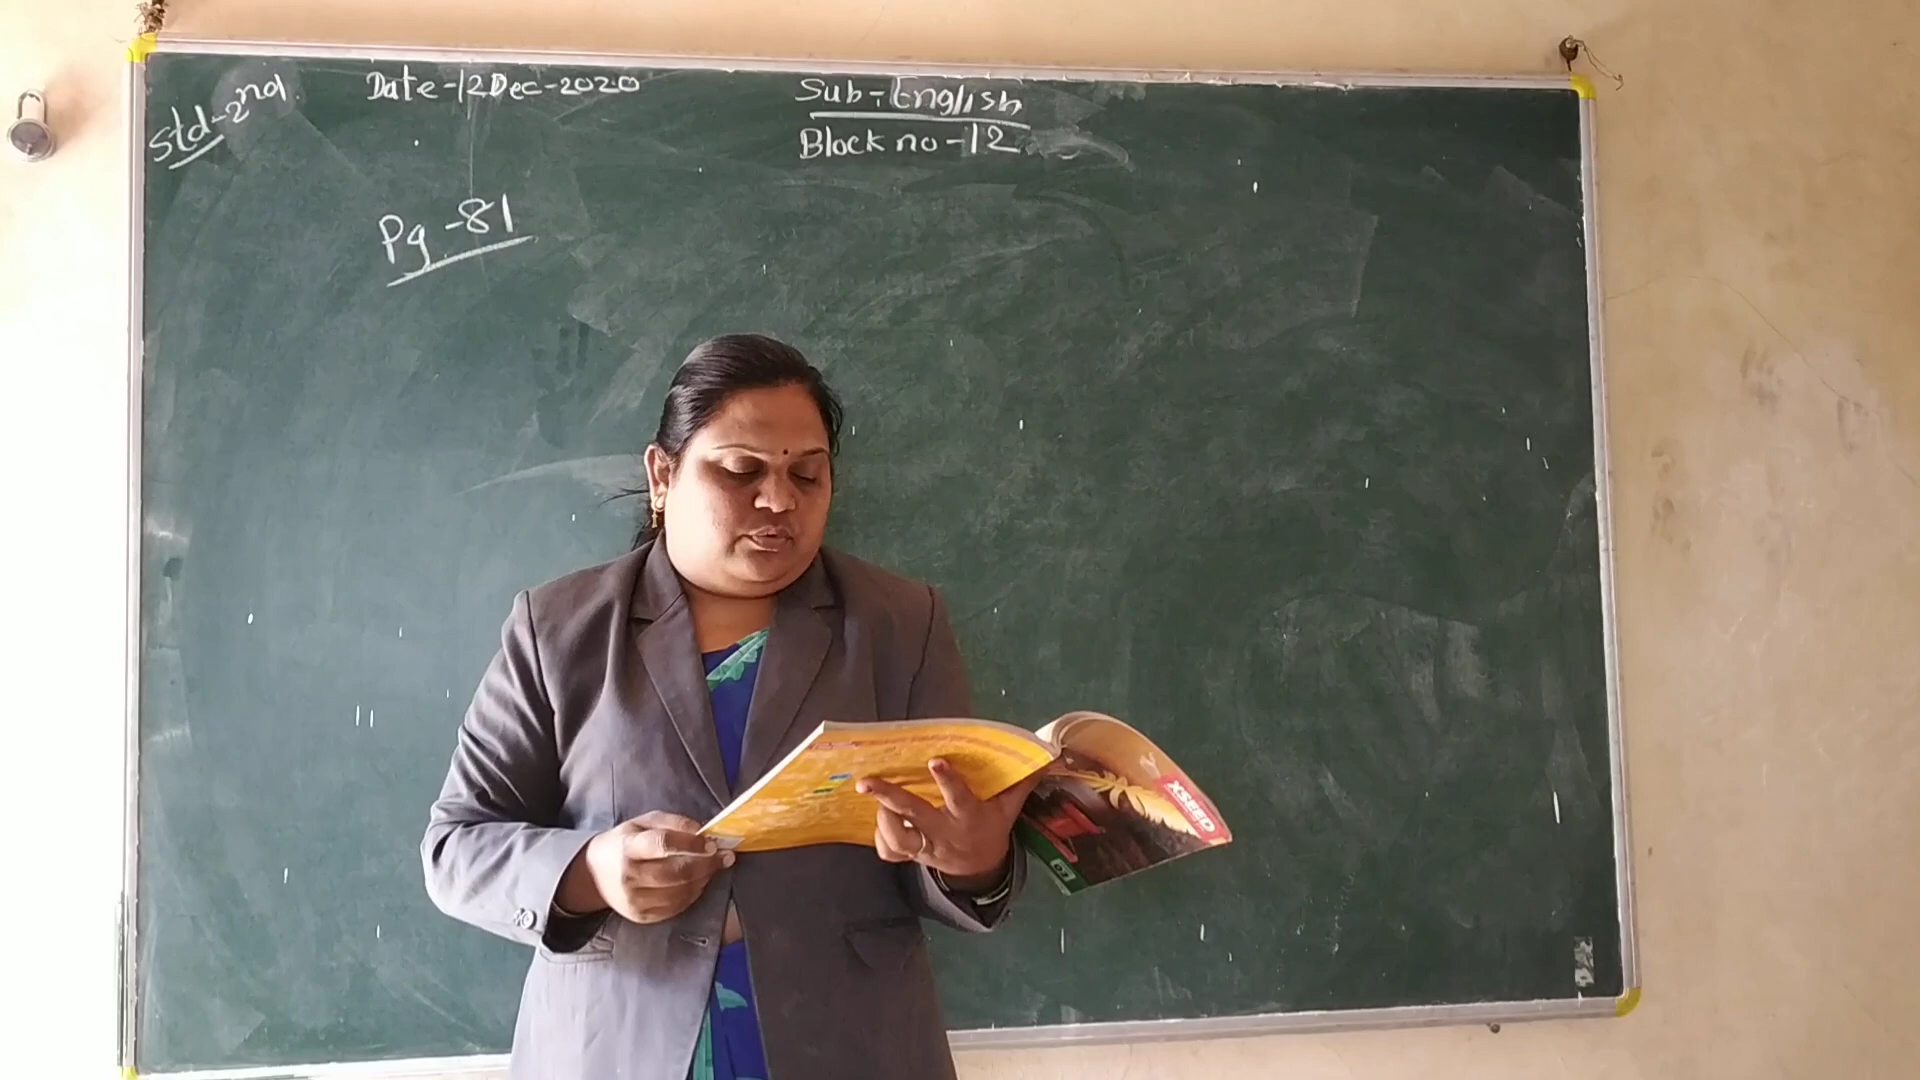 Std-2nd
Date-12Dec-2020
Sub-English
Block no-12
Pg.-81
XSEED